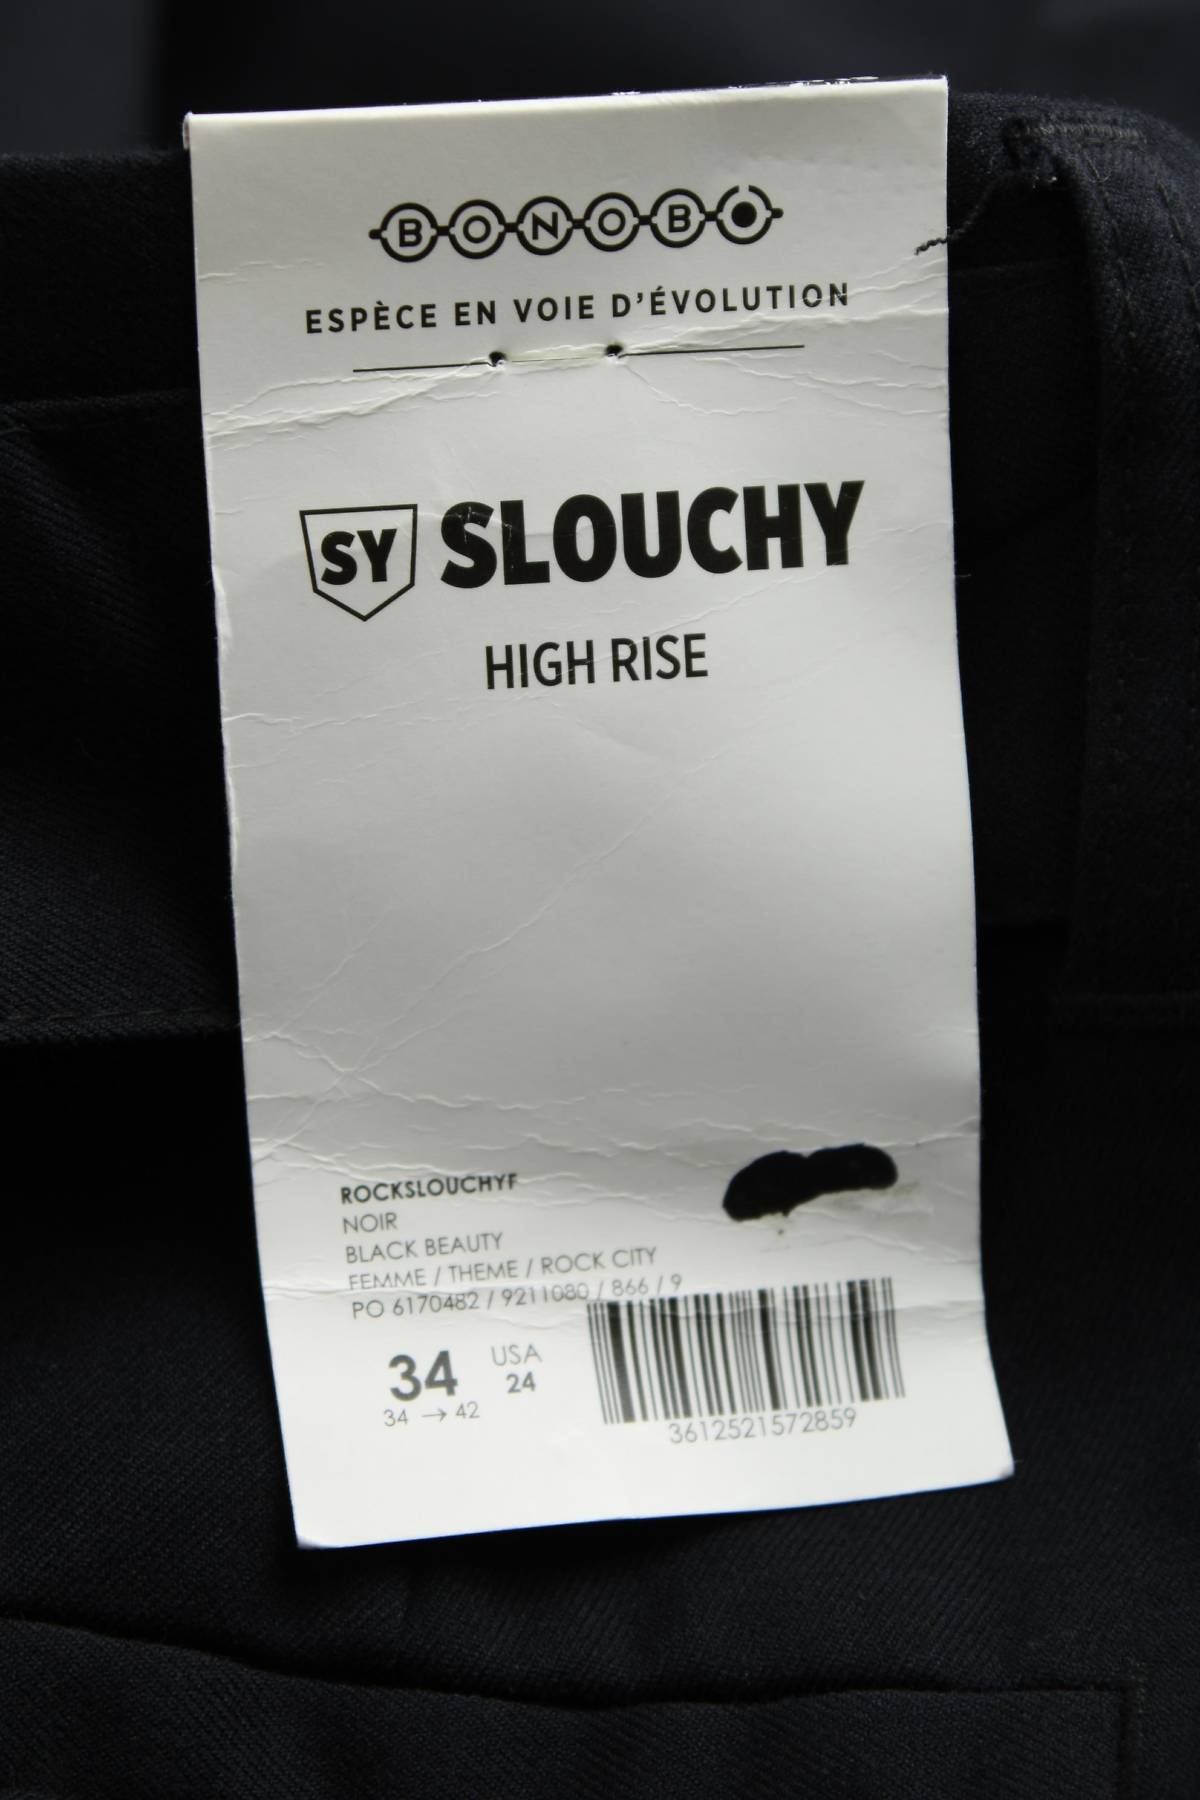 BONOBO
ESPÈCE EN VOIE D'ÉVOLUTION
SY SLOUCHY
HIGH RISE
ROCKSLOUCHYF
NOIR
BLACK BEAUTY
FEMME / THEME / ROCK CITY
PO 6170482 / 9211080 / 866 / 9
34 USA
24
34 → 42
3612521572859